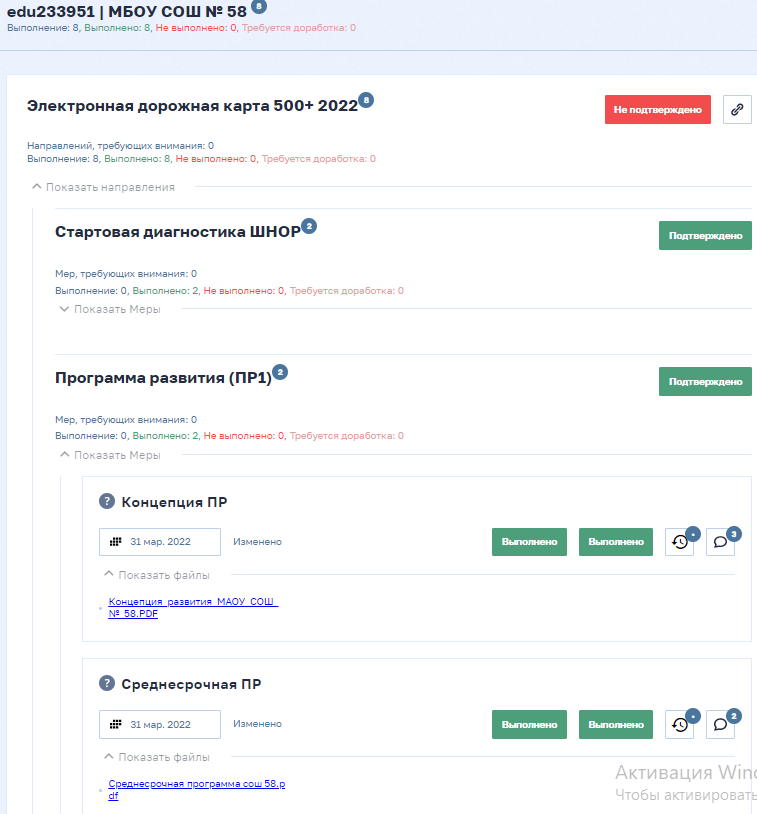 edu233951 | МБОУ СОШ № 58 8
Выполнение: 8, Выполнено: 8, Не выполнено: 0, Требуется доработка: 0
Электронная дорожная карта 500+ 2022 8
Не подтверждено
Направлений, требующих внимания: 0
Выполнение: 8, Выполнено: 8, Не выполнено: 0, Требуется доработка: 0
Показать направления
Стартовая диагностика ШНОР 2
Подтверждено
Мер, требующих внимания: 0
Выполнение: 0, Выполнено: 2, Не выполнено: 0, Требуется доработка: 0
Показать Меры
Программа развития (ПР1) 2
Подтверждено
Мер, требующих внимания: 0
Выполнение: 0, Выполнено: 2, Не выполнено: 0, Требуется доработка: 0
Показать Меры
? Концепция ПР
31 мар. 2022 Изменено Выполнено Выполнено 3
Показать файлы
Концепция_развития_МАОУ_СОШ_
№_58.PDF
? Среднесрочная ПР
31 мар. 2022 Изменено Выполнено Выполнено 2
Показать файлы
Среднесрочная программа сош 58.p
df
Активация Wind
Чтобы активировать